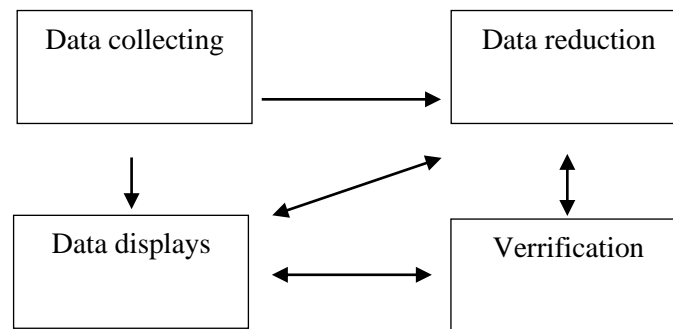 Data collecting
Data reduction
Data displays
Verrification